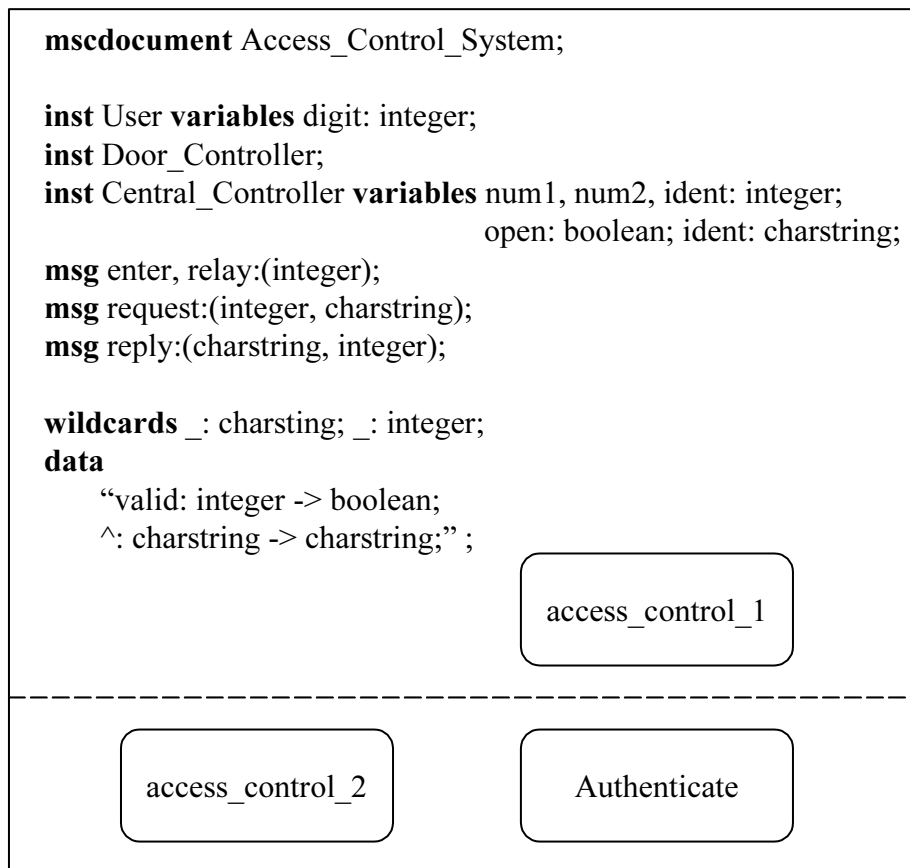 mscdocument Access_Control_System;
inst User variables digit: integer;
inst Door_Controller;
inst Central_Controller variables num1, num2, ident: integer;
open: boolean; ident: charstring;
msg enter, relay:(integer);
msg request:(integer, charstring);
msg reply:(charstring, integer);
wildcards _: charsting; _: integer;
data
“valid: integer -> boolean;
^: charstring -> charstring;” ;
access_control_1
access_control_2
Authenticate